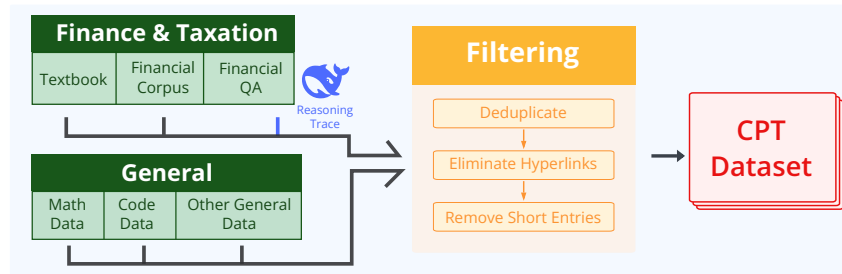 Finance & Taxation
Textbook
Financial
Corpus
Financial
QA
Reasoning
Trace
General
Math
Data
Code
Data
Other General
Data
Filtering
Deduplicate
Eliminate Hyperlinks
Remove Short Entries
CPT
Dataset